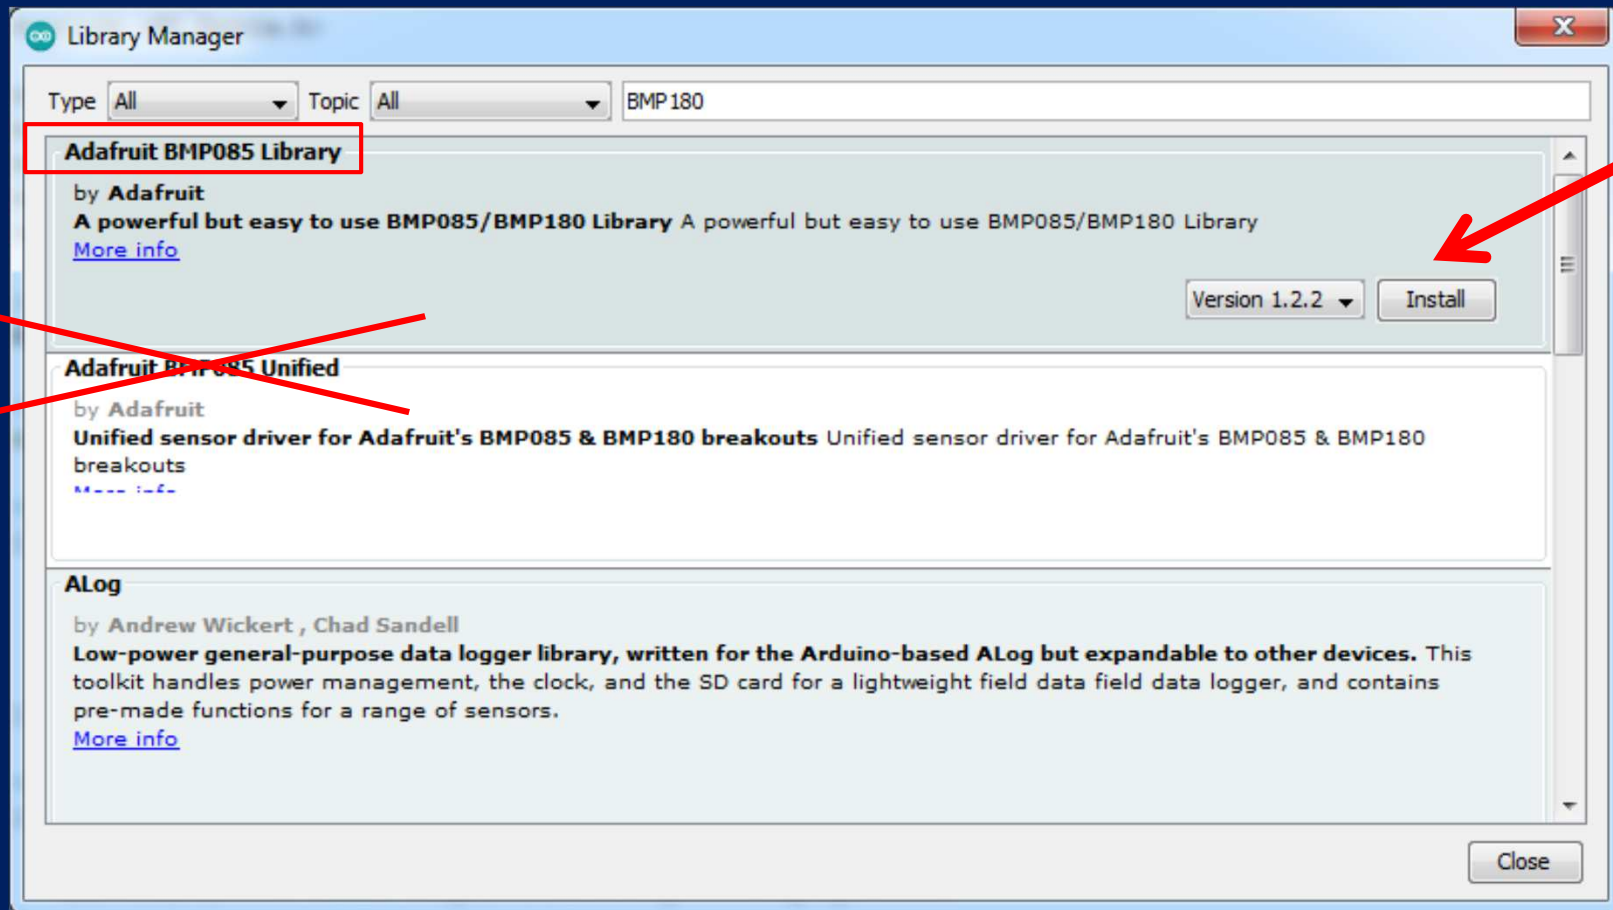 Library Manager
Type All Topic All BMP180
Adafruit BMP085 Library
by Adafruit
A powerful but easy to use BMP085/BMP180 Library A powerful but easy to use BMP085/BMP180 Library
More info
Version 1.2.2 Install
Adafruit BMP085 Unified
by Adafruit
Unified sensor driver for Adafruit's BMP085 & BMP180 breakouts Unified sensor driver for Adafruit's BMP085 & BMP180
breakouts
More info
ALog
by Andrew Wickert , Chad Sandell
Low-power general-purpose data logger library, written for the Arduino-based ALog but expandable to other devices. This
toolkit handles power management, the clock, and the SD card for a lightweight field data field data logger, and contains
pre-made functions for a range of sensors.
More info
Close